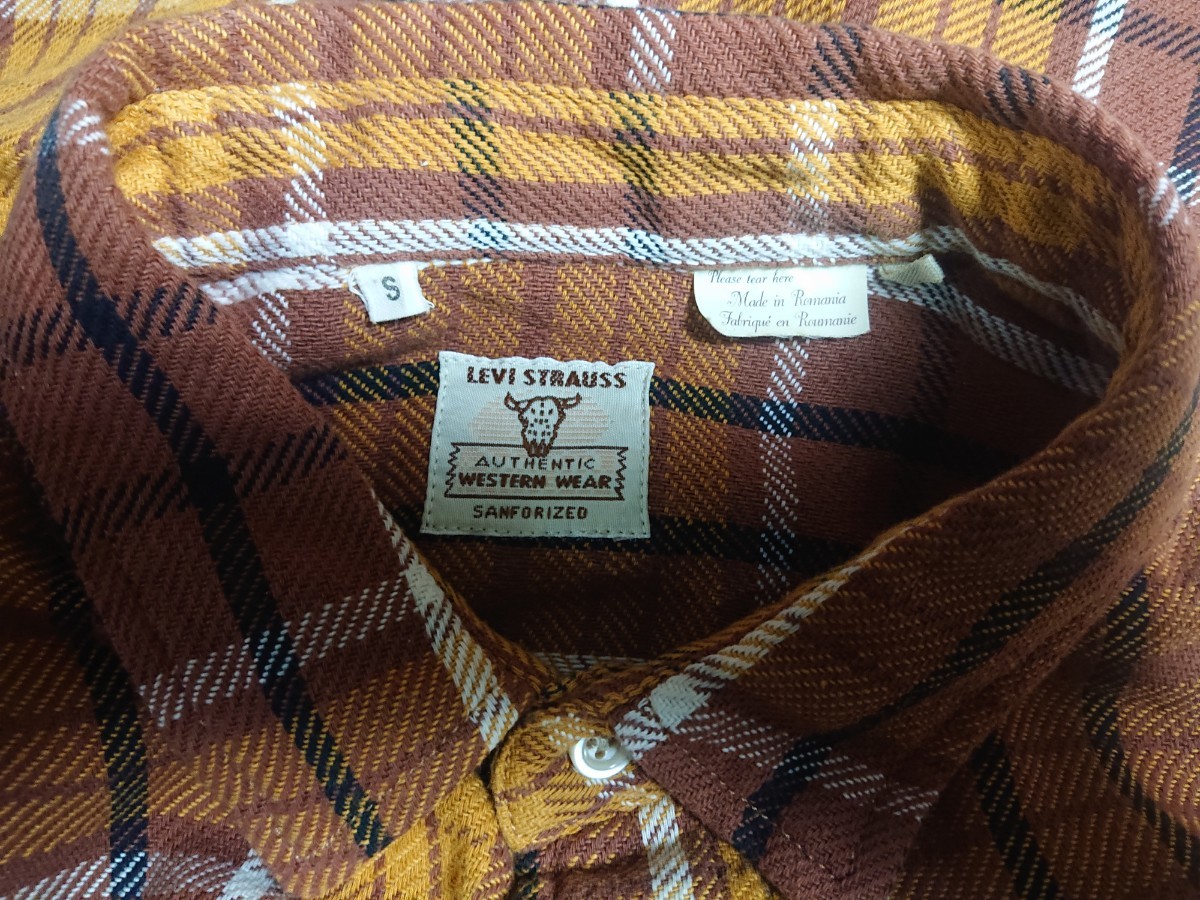 S
Please tear here
Made in Romania
Fabriqué en Roumanie
LEVI STRAUSS
AUTHENTIC
WESTERN WEAR
SANFORIZED